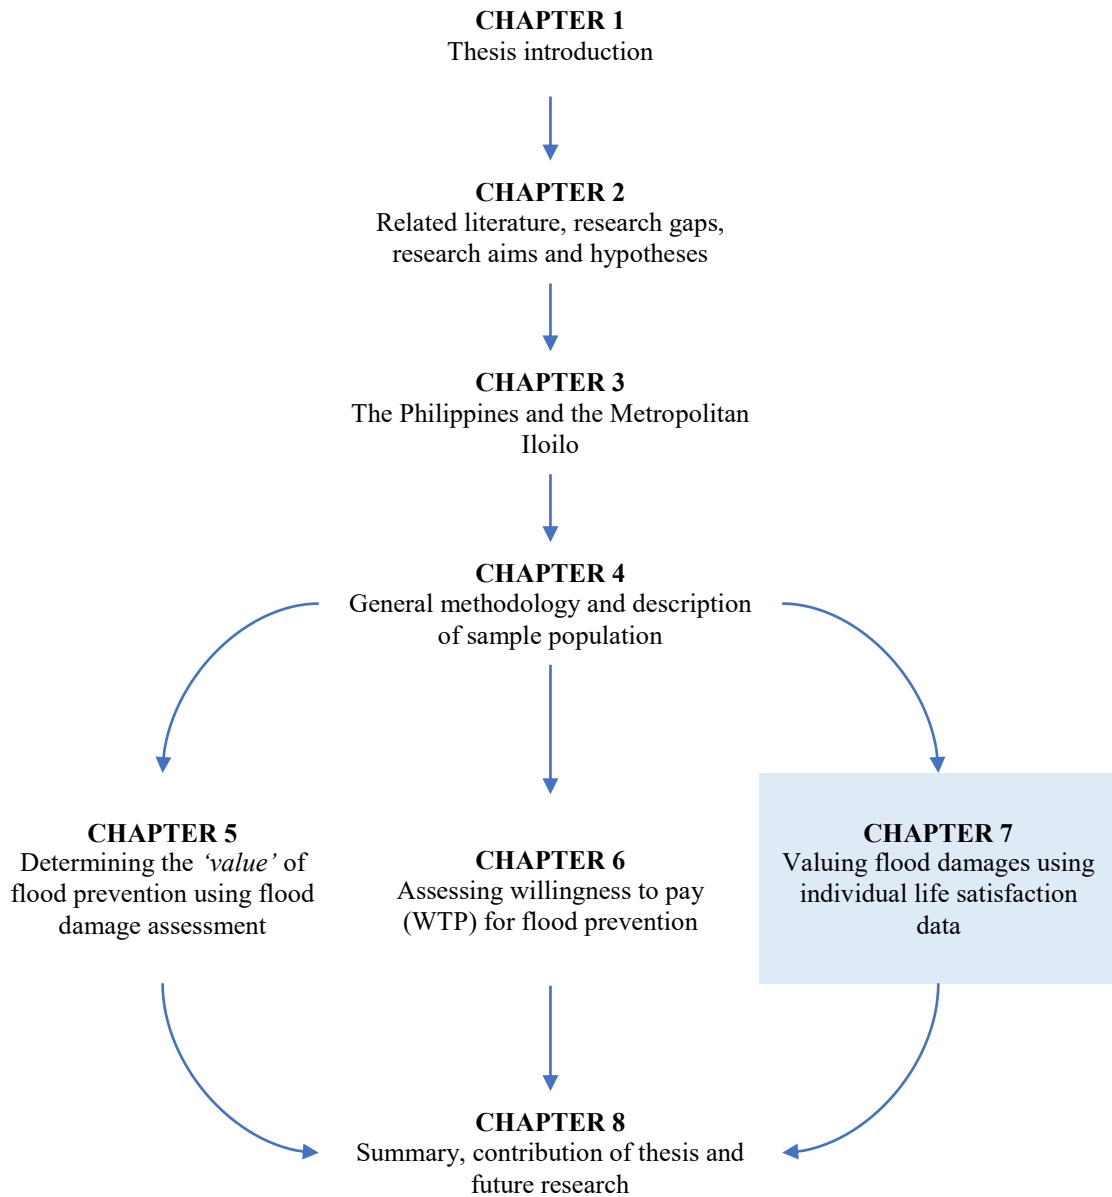 CHAPTER 1
Thesis introduction
CHAPTER 2
Related literature, research gaps,
research aims and hypotheses
CHAPTER 3
The Philippines and the Metropolitan
Iloilo
CHAPTER 4
General methodology and description
of sample population
CHAPTER 5
Determining the ‘value’ of
flood prevention using flood
damage assessment
CHAPTER 6
Assessing willingness to pay
(WTP) for flood prevention
CHAPTER 7
Valuing flood damages using
individual life satisfaction
data
CHAPTER 8
Summary, contribution of thesis and
future research